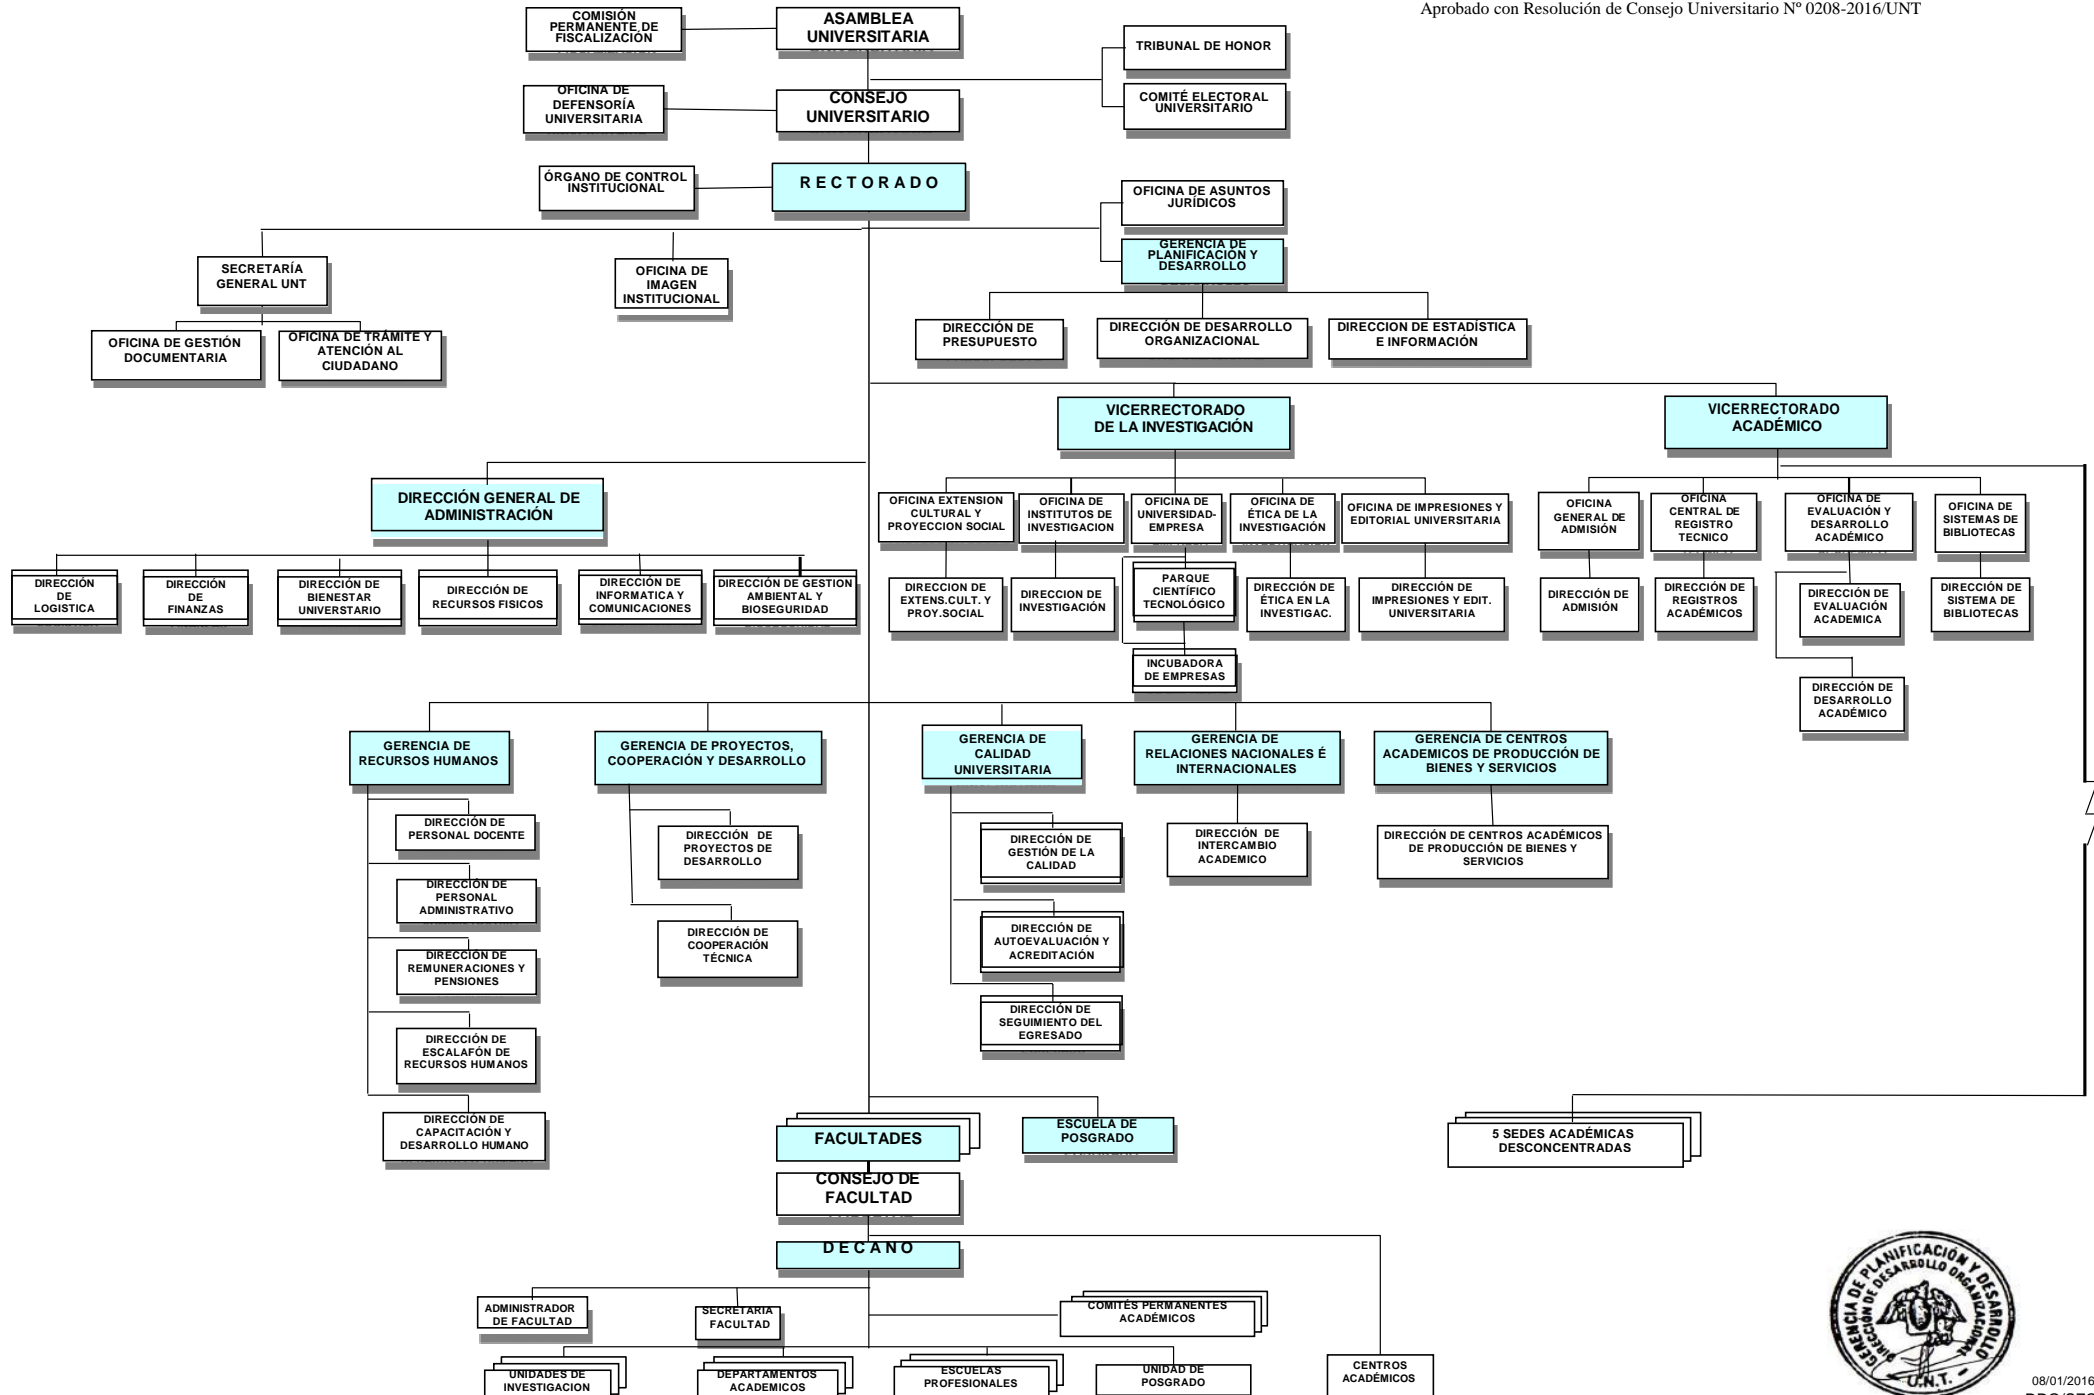 Aprobado con Resolución de Consejo Universitario Nº 0208-2016/UNT
COMISIÓN
PERMANENTE DE
FISCALIZACIÓN
ASAMBLEA
UNIVERSITARIA
TRIBUNAL DE HONOR
OFICINA DE
DEFENSORÍA
UNIVERSITARIA
CONSEJO
UNIVERSITARIO
COMITÉ ELECTORAL
UNIVERSITARIO
ÓRGANO DE CONTROL
INSTITUCIONAL
R E C T O R A D O
OFICINA DE ASUNTOS
JURÍDICOS
GERENCIA DE
PLANIFICACIÓN Y
DESARROLLO
SECRETARÍA
GENERAL UNT
OFICINA DE
IMAGEN
INSTITUCIONAL
OFICINA DE GESTIÓN
DOCUMENTARIA
OFICINA DE TRÁMITE Y
ATENCIÓN AL
CIUDADANO
DIRECCIÓN DE
PRESUPUESTO
DIRECCIÓN DE DESARROLLO
ORGANIZACIONAL
DIRECCION DE ESTADÍSTICA
E INFORMACIÓN
VICERRECTORADO
DE LA INVESTIGACIÓN
VICERRECTORADO
ACADÉMICO
DIRECCIÓN GENERAL DE
ADMINISTRACIÓN
OFICINA EXTENSION
CULTURAL Y
PROYECCION SOCIAL
OFICINA DE
INSTITUTOS DE
INVESTIGACION
OFICINA DE
UNIVERSIDAD-
EMPRESA
OFICINA DE
ÉTICA DE LA
INVESTIGACIÓN
OFICINA DE IMPRESIONES Y
EDITORIAL UNIVERSITARIA
OFICINA
GENERAL DE
ADMISIÓN
OFICINA
CENTRAL DE
REGISTRO
TECNICO
OFICINA DE
EVALUACIÓN Y
DESARROLLO
ACADÉMICO
OFICINA DE
SISTEMAS DE
BIBLIOTECAS
DIRECCIÓN
DE
LOGISTICA
DIRECCIÓN
DE
FINANZAS
DIRECCIÓN DE
BIENESTAR
UNIVERSTARIO
DIRECCIÓN DE
RECURSOS FISICOS
DIRECCIÓN DE
INFORMATICA Y
COMUNICACIONES
DIRECCIÓN DE GESTION
AMBIENTAL Y
BIOSEGURIDAD
DIRECCION DE
EXTENS.CULT. Y
PROY.SOCIAL
DIRECCION DE
INVESTIGACIÓN
PARQUE
CIENTÍFICO
TECNOLÓGICO
DIRECCIÓN DE
ÉTICA EN LA
INVESTIGAC.
DIRECCIÓN DE
IMPRESIONES Y EDIT.
UNIVERSITARIA
DIRECCIÓN DE
ADMISIÓN
DIRECCIÓN DE
REGISTROS
ACADÉMICOS
DIRECCIÓN DE
EVALUACIÓN
ACADEMICA
DIRECCIÓN DE
SISTEMA DE
BIBLIOTECAS
INCUBADORA
DE EMPRESAS
DIRECCIÓN DE
DESARROLLO
ACADÉMICO
GERENCIA DE
RECURSOS HUMANOS
GERENCIA DE PROYECTOS,
COOPERACIÓN Y DESARROLLO
GERENCIA DE
CALIDAD
UNIVERSITARIA
GERENCIA DE
RELACIONES NACIONALES É
INTERNACIONALES
GERENCIA DE CENTROS
ACADEMICOS DE PRODUCCIÓN DE
BIENES Y SERVICIOS
DIRECCIÓN DE
PERSONAL DOCENTE
DIRECCIÓN DE
PROYECTOS DE
DESARROLLO
DIRECCIÓN DE
GESTIÓN DE LA
CALIDAD
DIRECCIÓN DE
INTERCAMBIO
ACADEMICO
DIRECCIÓN DE CENTROS ACADÉMICOS
DE PRODUCCIÓN DE BIENES Y
SERVICIOS
DIRECCIÓN DE
PERSONAL
ADMINISTRATIVO
DIRECCIÓN DE
COOPERACIÓN
TÉCNICA
DIRECCIÓN DE
AUTOEVALUACIÓN Y
ACREDITACIÓN
DIRECCIÓN DE
REMUNERACIONES Y
PENSIONES
DIRECCIÓN DE
SEGUIMIENTO DEL
EGRESADO
DIRECCIÓN DE
ESCALAFÓN DE
RECURSOS HUMANOS
DIRECCIÓN DE
CAPACITACIÓN Y
DESARROLLO HUMANO
FACULTADES
ESCUELA DE
POSGRADO
5 SEDES ACADÉMICAS
DESCONCENTRADAS
CONSEJO DE
FACULTAD
D E C A N O
ADMINISTRADOR
DE FACULTAD
SECRETARIA
FACULTAD
COMITÉS PERMANENTES
ACADÉMICOS
UNIDADES DE
INVESTIGACION
DEPARTAMENTOS
ACADEMICOS
ESCUELAS
PROFESIONALES
UNIDAD DE
POSGRADO
CENTROS
ACADÉMICOS
GERENCIA DE PLANIFICACIÓN Y DESARROLLO
DIRECCIÓN DE DESARROLLO ORGANIZACIONAL
U.N.T.
08/01/2016